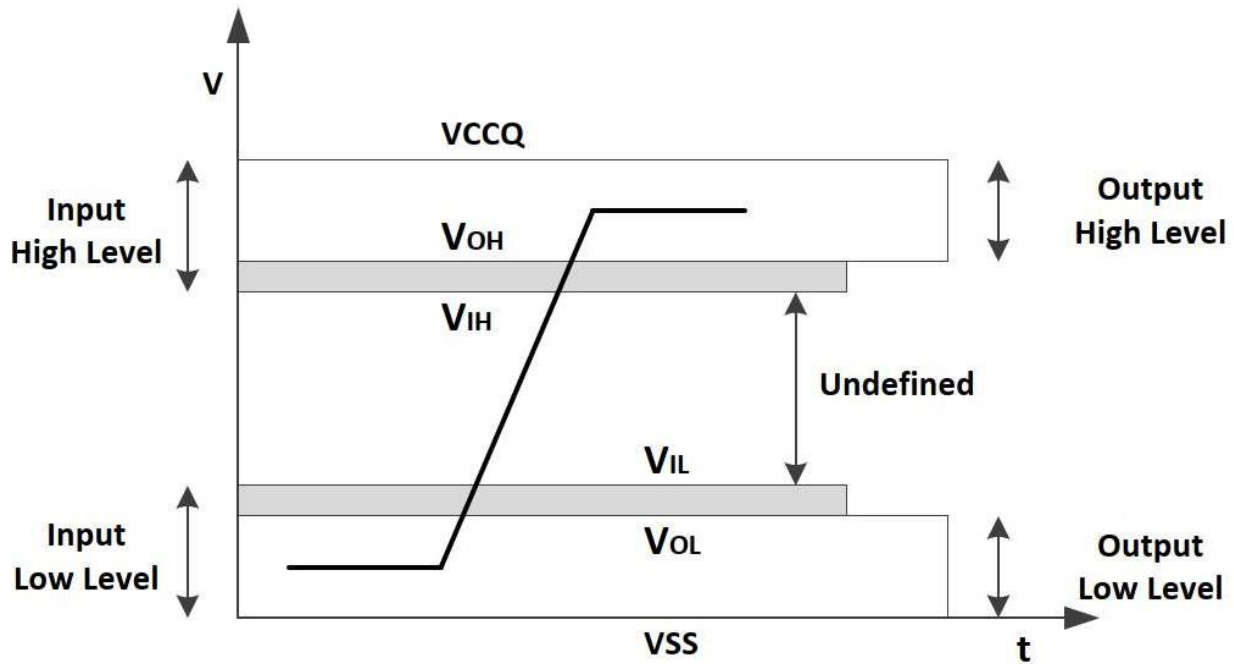 V
VCCQ
Input
High Level
Output
High Level
VOH
VIH
Undefined
VIL
Input
Low Level
VOL
Output
Low Level
VSS
t